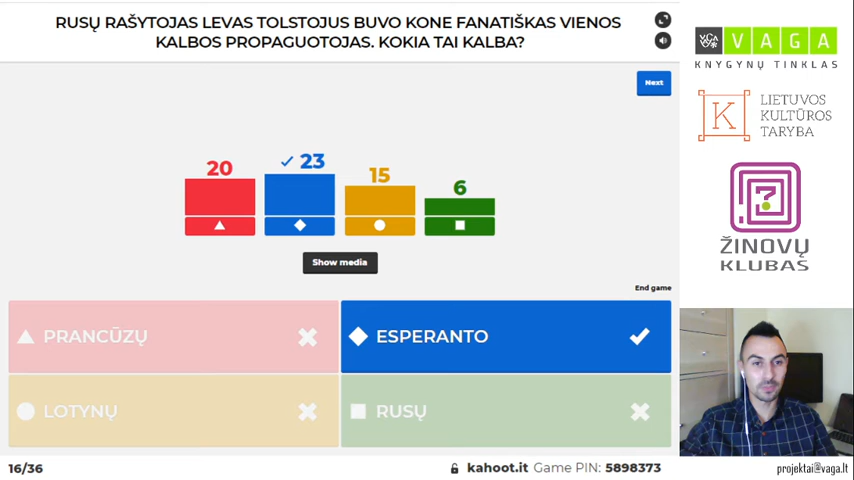 RUSŲ RAŠYTOJAS LEVAS TOLSTOJUS BUVO KONE FANATIŠKAS VIENOS
KALBOS PROPAGUOTOJAS. KOKIA TAI KALBA?
Next
20
23
15
6
Show media
End game
PRANCŪZŲ
ESPERANTO
LOTYNŲ
RUSŲ
16/36
kahoot.it Game PIN: 5898373
VAGA
KNYGYNŲ TINKLAS
K
LIETUVOS
KULTŪROS
TARYBA
?
ŽINOVŲ
KLUBAS
projektai@vaga.lt